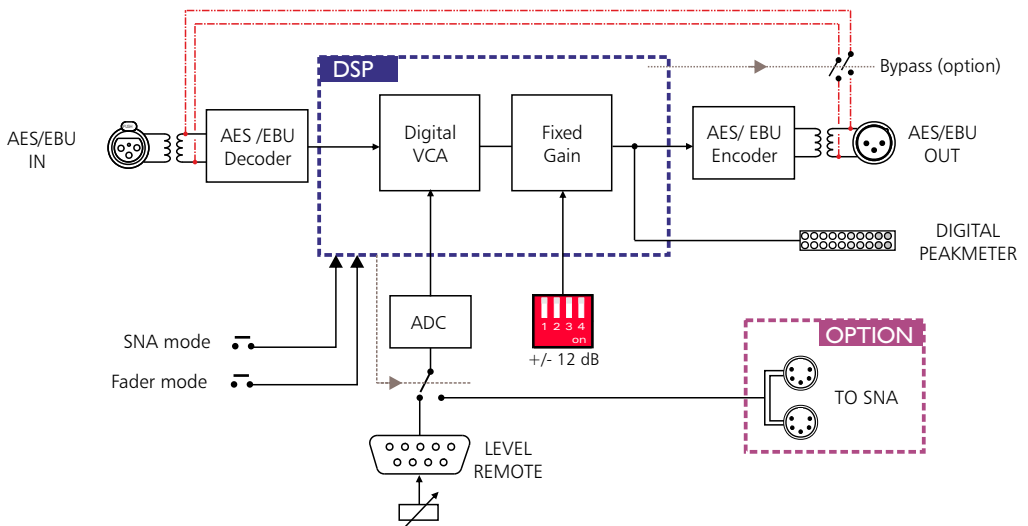 DSP
Bypass (option)
AES/EBU
IN
AES /EBU
Decoder
Digital
VCA
Fixed
Gain
AES/ EBU
Encoder
AES/EBU
OUT
DIGITAL
PEAKMETER
ADC
1 2 3 4
on
+/- 12 dB
SNA mode
Fader mode
OPTION
TO SNA
LEVEL
REMOTE